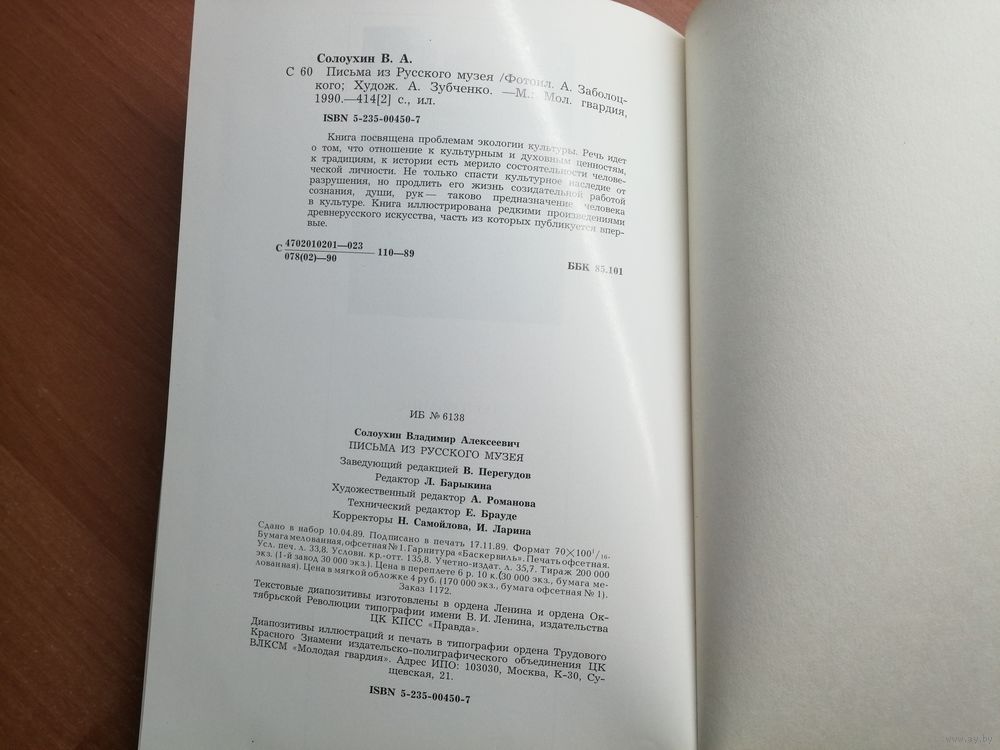 Солоухин В. А.
С 60 Письма из Русского музея /Фотоил. А. Заболоц-
кого; Худож. А. Зубченко. —М.: Мол. гвардия,
1990.—414[2] с., ил.
ISBN 5-235-00450-7
Книга посвящена проблемам экологии культуры. Речь идет
о том, что отношение к культурным и духовным ценностям,
к традициям, к истории есть мерило состоятельности челове-
ческой личности. Не только спасти культурное наследие от
разрушения, но продлить его жизнь созидательной работой
сознания, души, рук — таково предназначение человека
в культуре. Книга иллюстрирована редкими произведениями
древнерусского искусства, часть из которых публикуется впер-
вые.
С 4702010201—023
078(02)—90
110—89
ББК 85.101
ИБ № 6138
Солоухин Владимир Алексеевич
ПИСЬМА ИЗ РУССКОГО МУЗЕЯ
Заведующий редакцией В. Перегудов
Редактор Л. Барыкина
Художественный редактор А. Романова
Технический редактор Е. Брауде
Корректоры Н. Самойлова, И. Ларина
Сдано в набор 10.04.89. Подписано в печать 17.11.89. Формат 70×100¹/₁₆.
Бумага мелованная, офсетная № 1. Гарнитура «Баскервиль». Печать офсетная.
Усл. печ. л. 33,8. Условн. кр.-отт. 135,8. Учетно-издат. л. 35,7. Тираж 200 000
экз. (1-й завод 30 000 экз.). Цена в переплете 6 р. 10 к.(30 000 экз., бумага ме-
лованная). Цена в мягкой обложке 4 руб. (170 000 экз., бумага офсетная № 1).
Заказ 1172.
Текстовые диапозитивы изготовлены в ордена Ленина и ордена Ок-
тябрьской Революции типографии имени В. И. Ленина, издательства
ЦК КПСС «Правда».
Диапозитивы иллюстраций и печать в типографии ордена Трудового
Красного Знамени издательско-полиграфического объединения ЦК
ВЛКСМ «Молодая гвардия». Адрес ИПО: 103030, Москва, К-30, Су-
щевская, 21.
ISBN 5-235-00450-7
www.ay.by